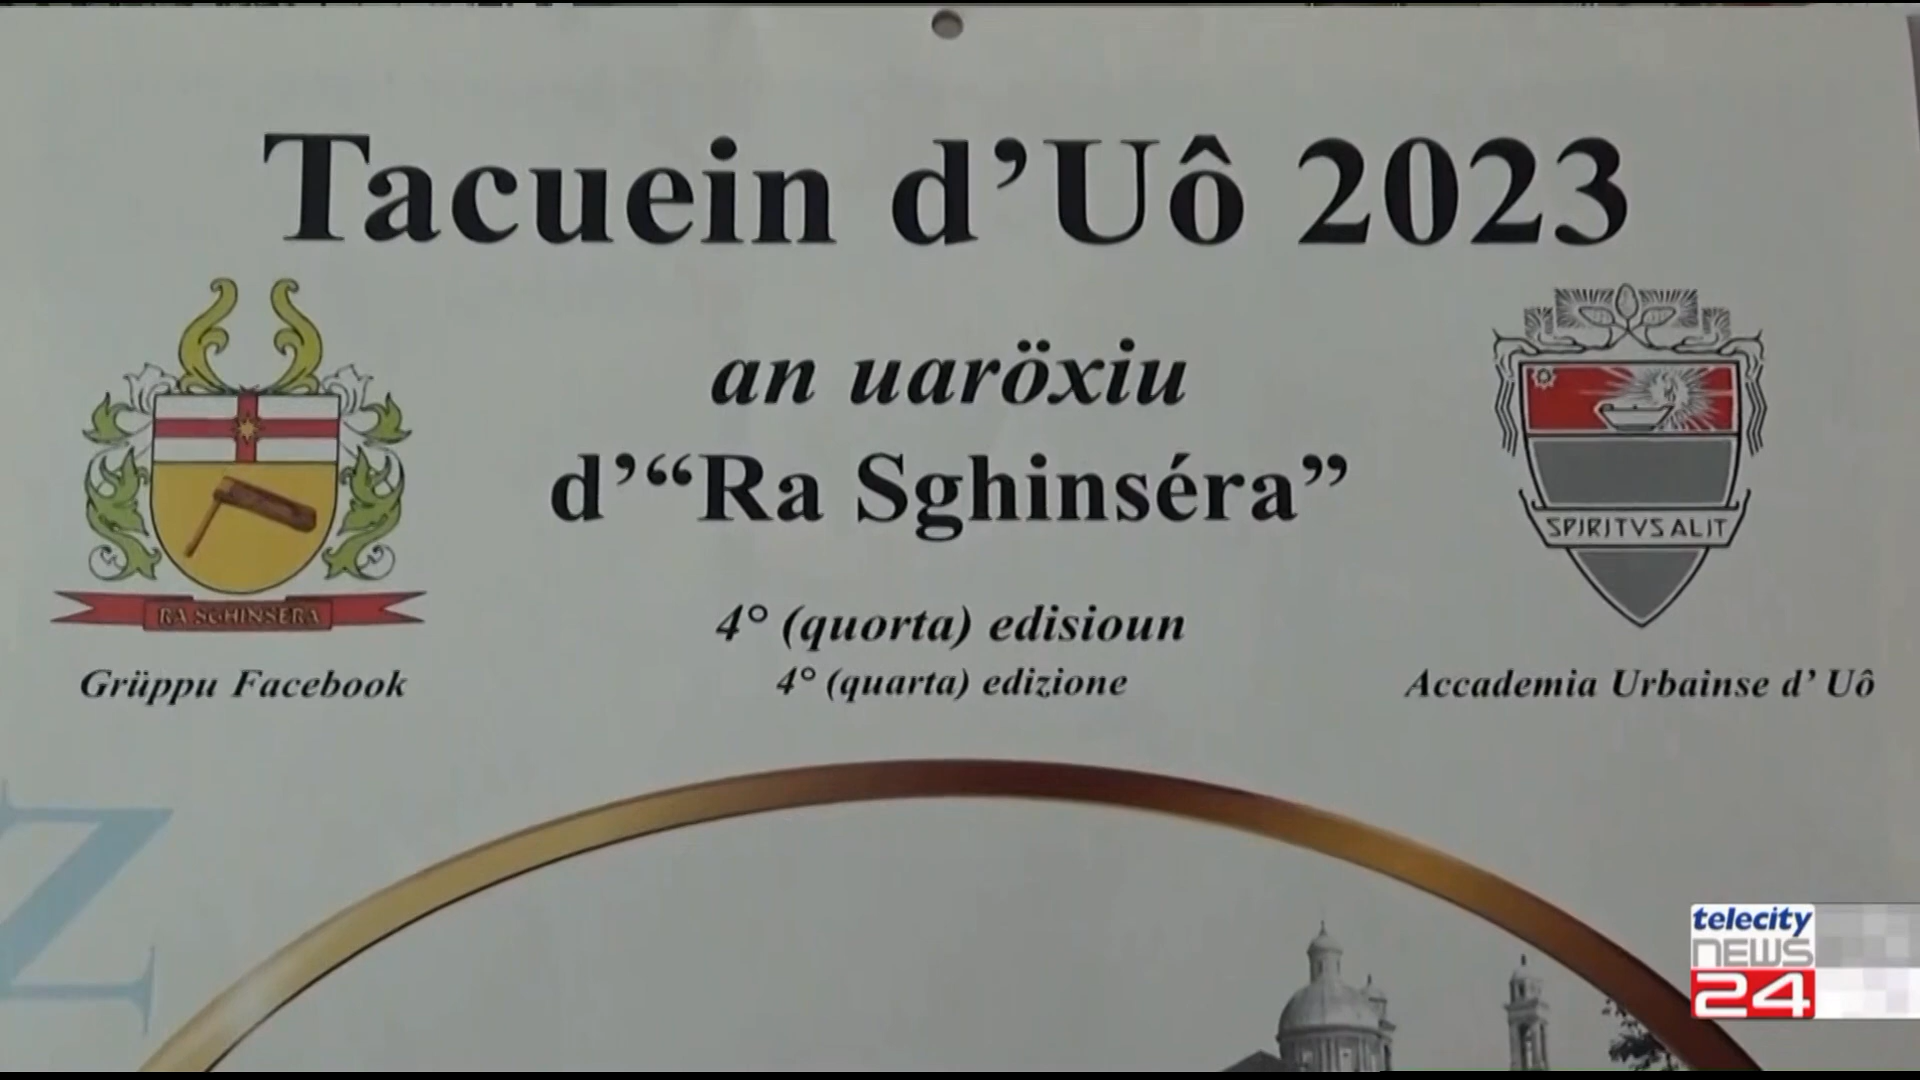 Tacuein d’Uô 2023
an uaröxiu
d’“Ra Sghinséra”
RA SGHINSÉRA
SPIRITVS ALIT
4° (quorta) edisioun
4° (quarta) edizione
Grüppu Facebook
Accademia Urbainse d’ Uô
Z
telecity
NEWS
24